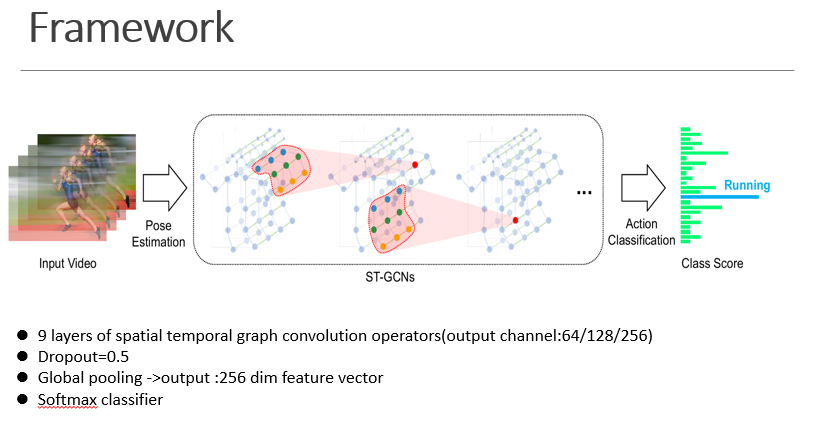 Framework
Pose
Estimation
Input Video
...
ST-GCNs
Action
Classification
Running
Class Score
● 9 layers of spatial temporal graph convolution operators(output channel:64/128/256)
● Dropout=0.5
● Global pooling ->output :256 dim feature vector
● Softmax classifier